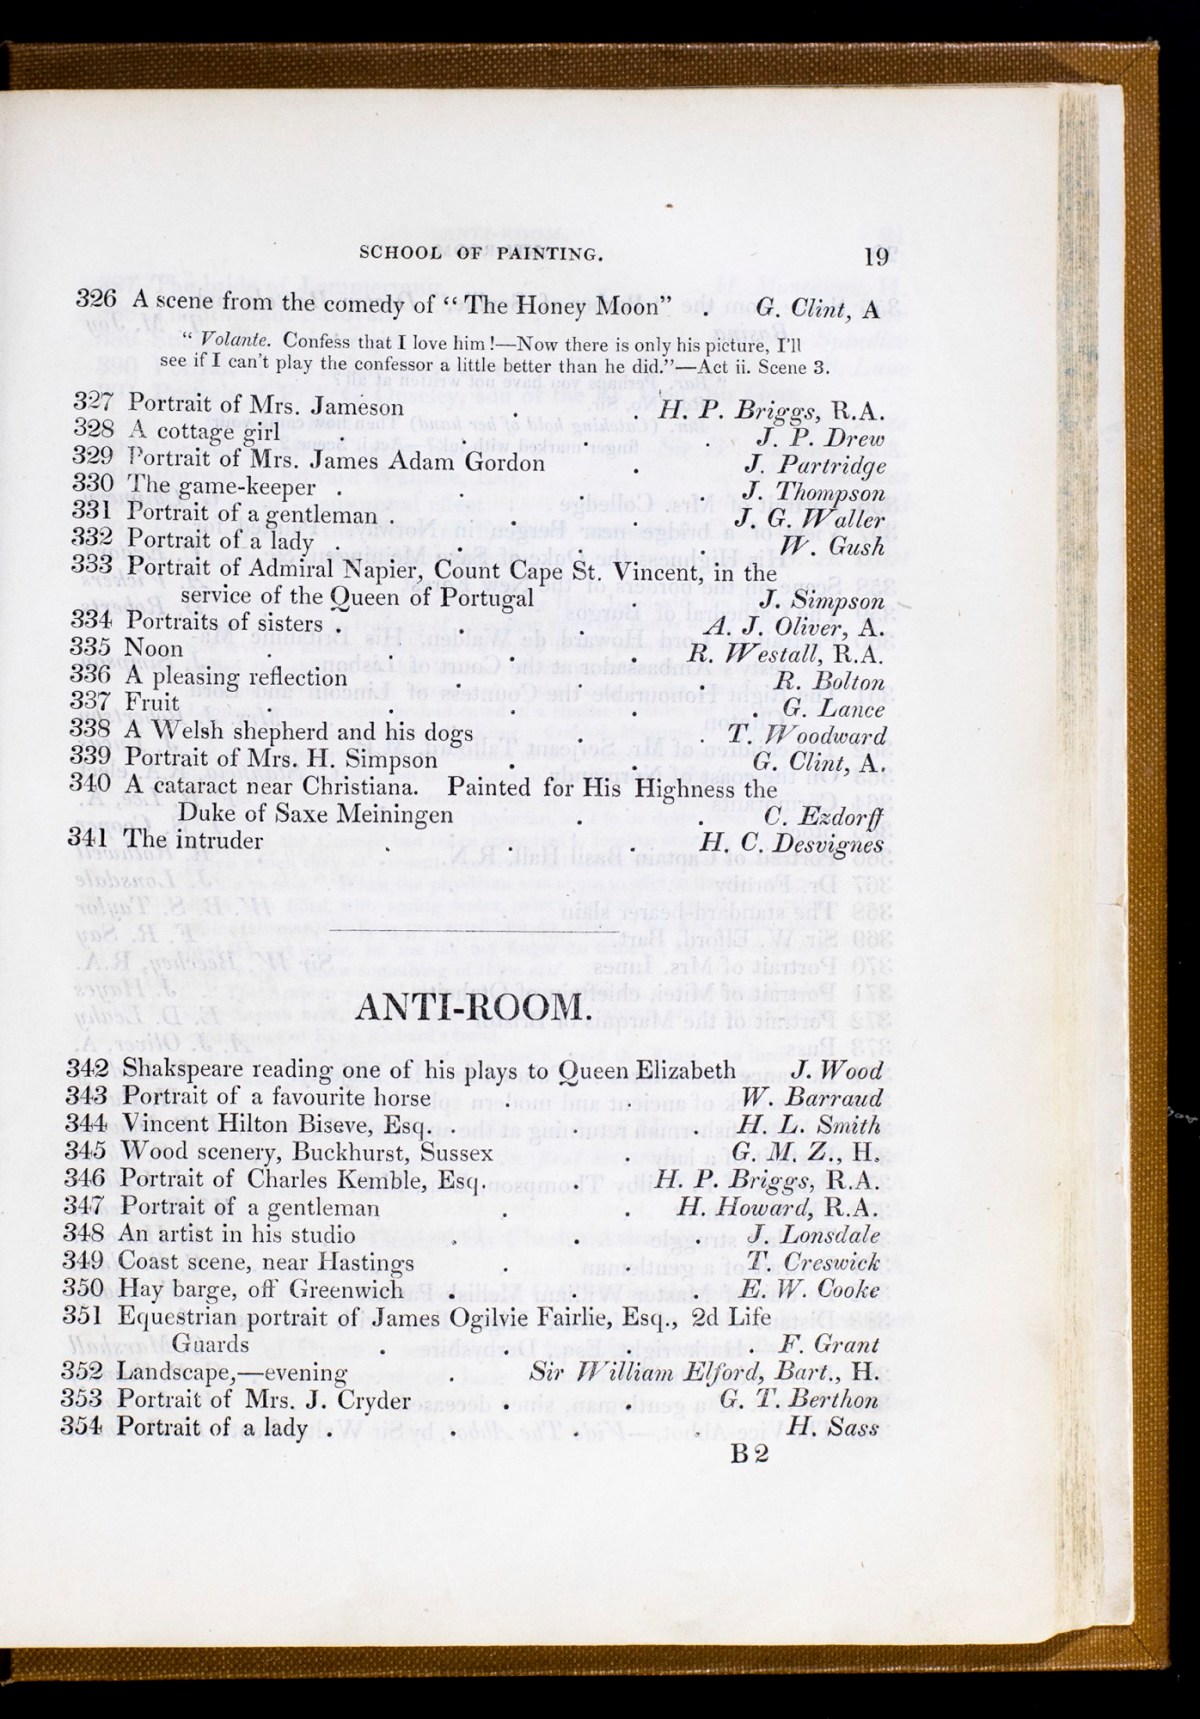 SCHOOL OF PAINTING. 19
326 A scene from the comedy of “The Honey Moon” . G. Clint, A
“ Volante. Confess that I love him!—Now there is only his picture, I'll
see if I can't play the confessor a little better than he did.”—Act ii. Scene 3.
327 Portrait of Mrs. Jameson . . H. P. Briggs, R.A.
328 A cottage girl . . . . J. P. Drew
329 Portrait of Mrs. James Adam Gordon . J. Partridge
330 The game-keeper . . . . J. Thompson
331 Portrait of a gentleman . . J. G. Waller
332 Portrait of a lady . . . W. Gush
333 Portrait of Admiral Napier, Count Cape St. Vincent, in the
service of the Queen of Portugal . J. Simpson
334 Portraits of sisters . . . A. J. Oliver, A.
335 Noon . . . . R. Westall, R.A.
336 A pleasing reflection . . . R. Bolton
337 Fruit . . . . . G. Lance
338 A Welsh shepherd and his dogs . . T. Woodward
339 Portrait of Mrs. H. Simpson . . G. Clint, A.
340 A cataract near Christiana. Painted for His Highness the
Duke of Saxe Meiningen . . C. Ezdorff
341 The intruder . . . H. C. Desvignes
ANTI-ROOM.
342 Shakspeare reading one of his plays to Queen Elizabeth J. Wood
343 Portrait of a favourite horse . . W. Barraud
344 Vincent Hilton Biseve, Esq. . . . H. L. Smith
345 Wood scenery, Buckhurst, Sussex . G. M. Z., H.
346 Portrait of Charles Kemble, Esq. . H. P. Briggs, R.A.
347 Portrait of a gentleman . . H. Howard, R.A.
348 An artist in his studio . . . J. Lonsdale
349 Coast scene, near Hastings . . T. Creswick
350 Hay barge, off Greenwich . . . E. W. Cooke
351 Equestrian portrait of James Ogilvie Fairlie, Esq., 2d Life
Guards . . . . F. Grant
352 Landscape,—evening . Sir William Elford, Bart., H.
353 Portrait of Mrs. J. Cryder . . G. T. Berthon
354 Portrait of a lady . . . . H. Sass
B 2